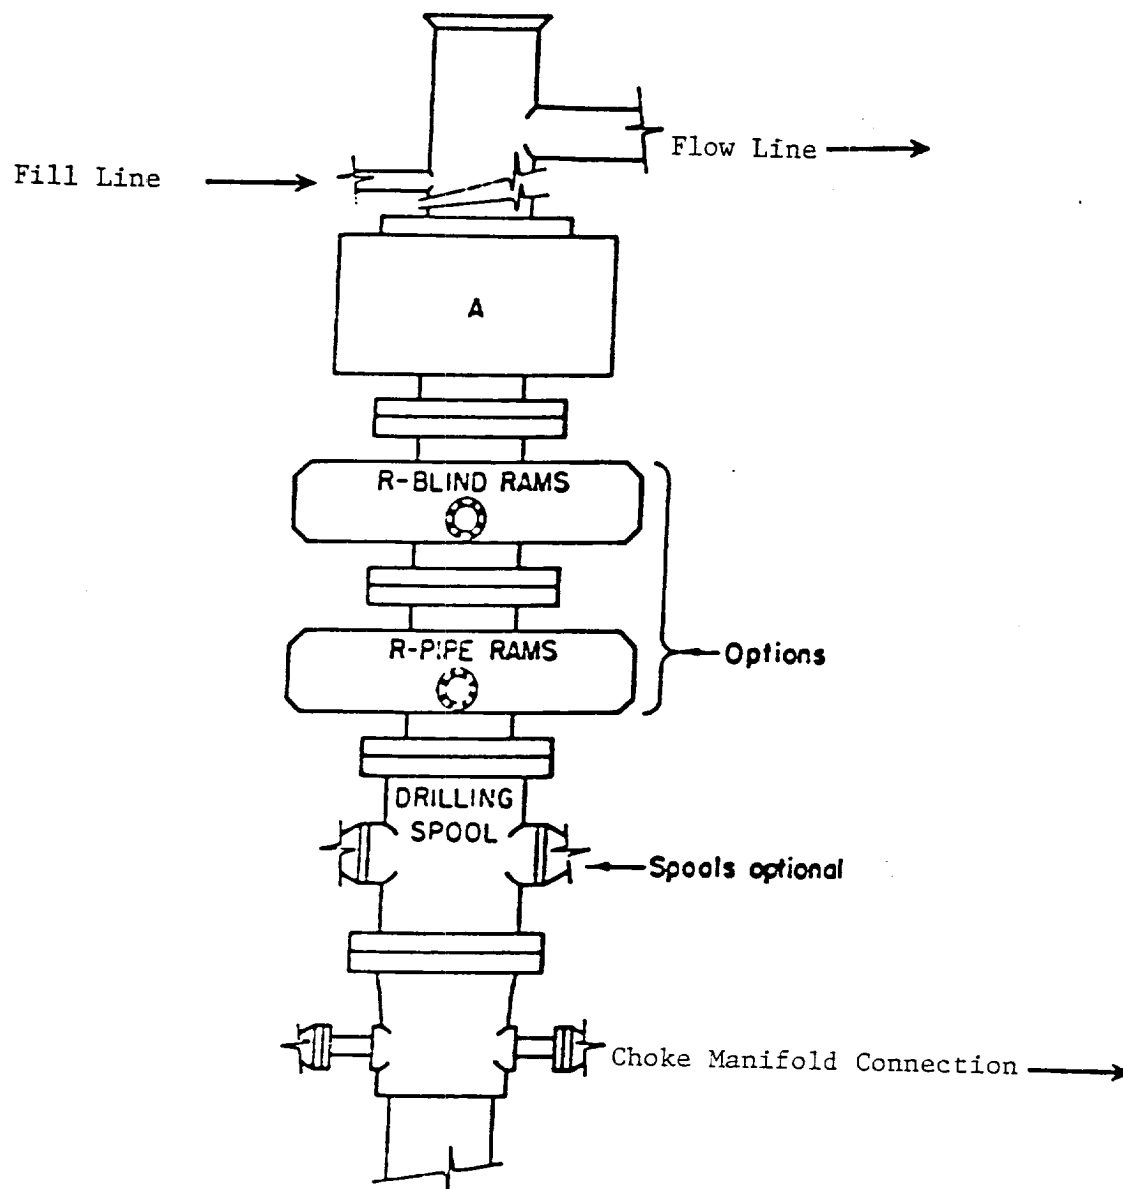 Flow Line
Fill Line
A
R-BLIND RAMS
R-PIPE RAMS
Options
DRILLING
SPOOL
Spools optional
Choke Manifold Connection